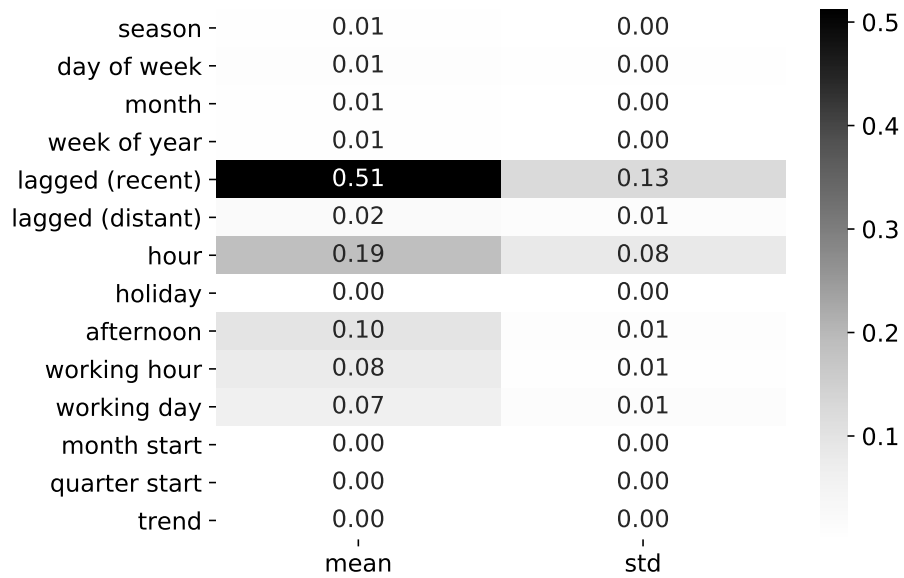 season 0.01 0.00
day of week 0.01 0.00
month 0.01 0.00
week of year 0.01 0.00
lagged (recent) 0.51 0.13
lagged (distant) 0.02 0.01
hour 0.19 0.08
holiday 0.00 0.00
afternoon 0.10 0.01
working hour 0.08 0.01
working day 0.07 0.01
month start 0.00 0.00
quarter start 0.00 0.00
trend 0.00 0.00
mean std
0.5
0.4
0.3
0.2
0.1